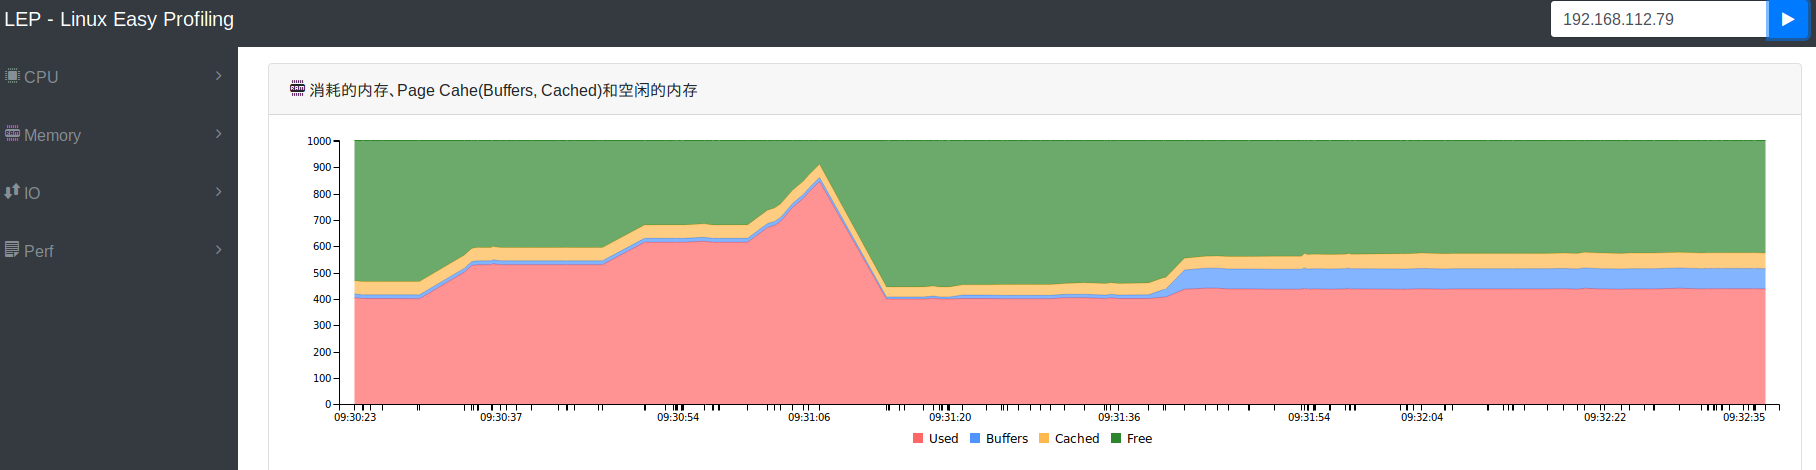 LEP - Linux Easy Profiling
192.168.112.79
CPU
Memory
IO
Perf
消耗的内存、Page Cahe(Buffers, Cached)和空闲的内存
1000
900
800
700
600
500
400
300
200
100
0
09:30:23 09:30:37 09:30:54 09:31:06 09:31:20 09:31:36 09:31:54 09:32:04 09:32:22 09:32:35
Used Buffers Cached Free